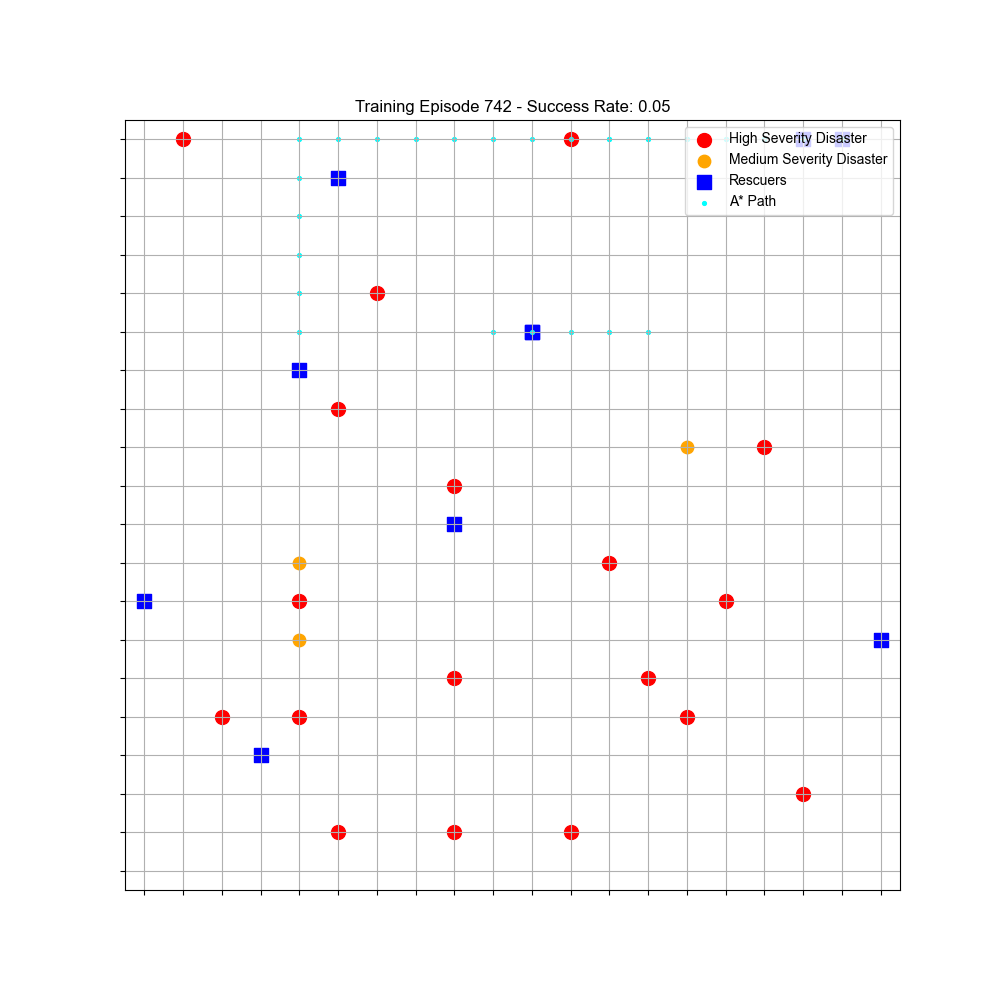 Training Episode 742 - Success Rate: 0.05
High Severity Disaster
Medium Severity Disaster
Rescuers
A* Path